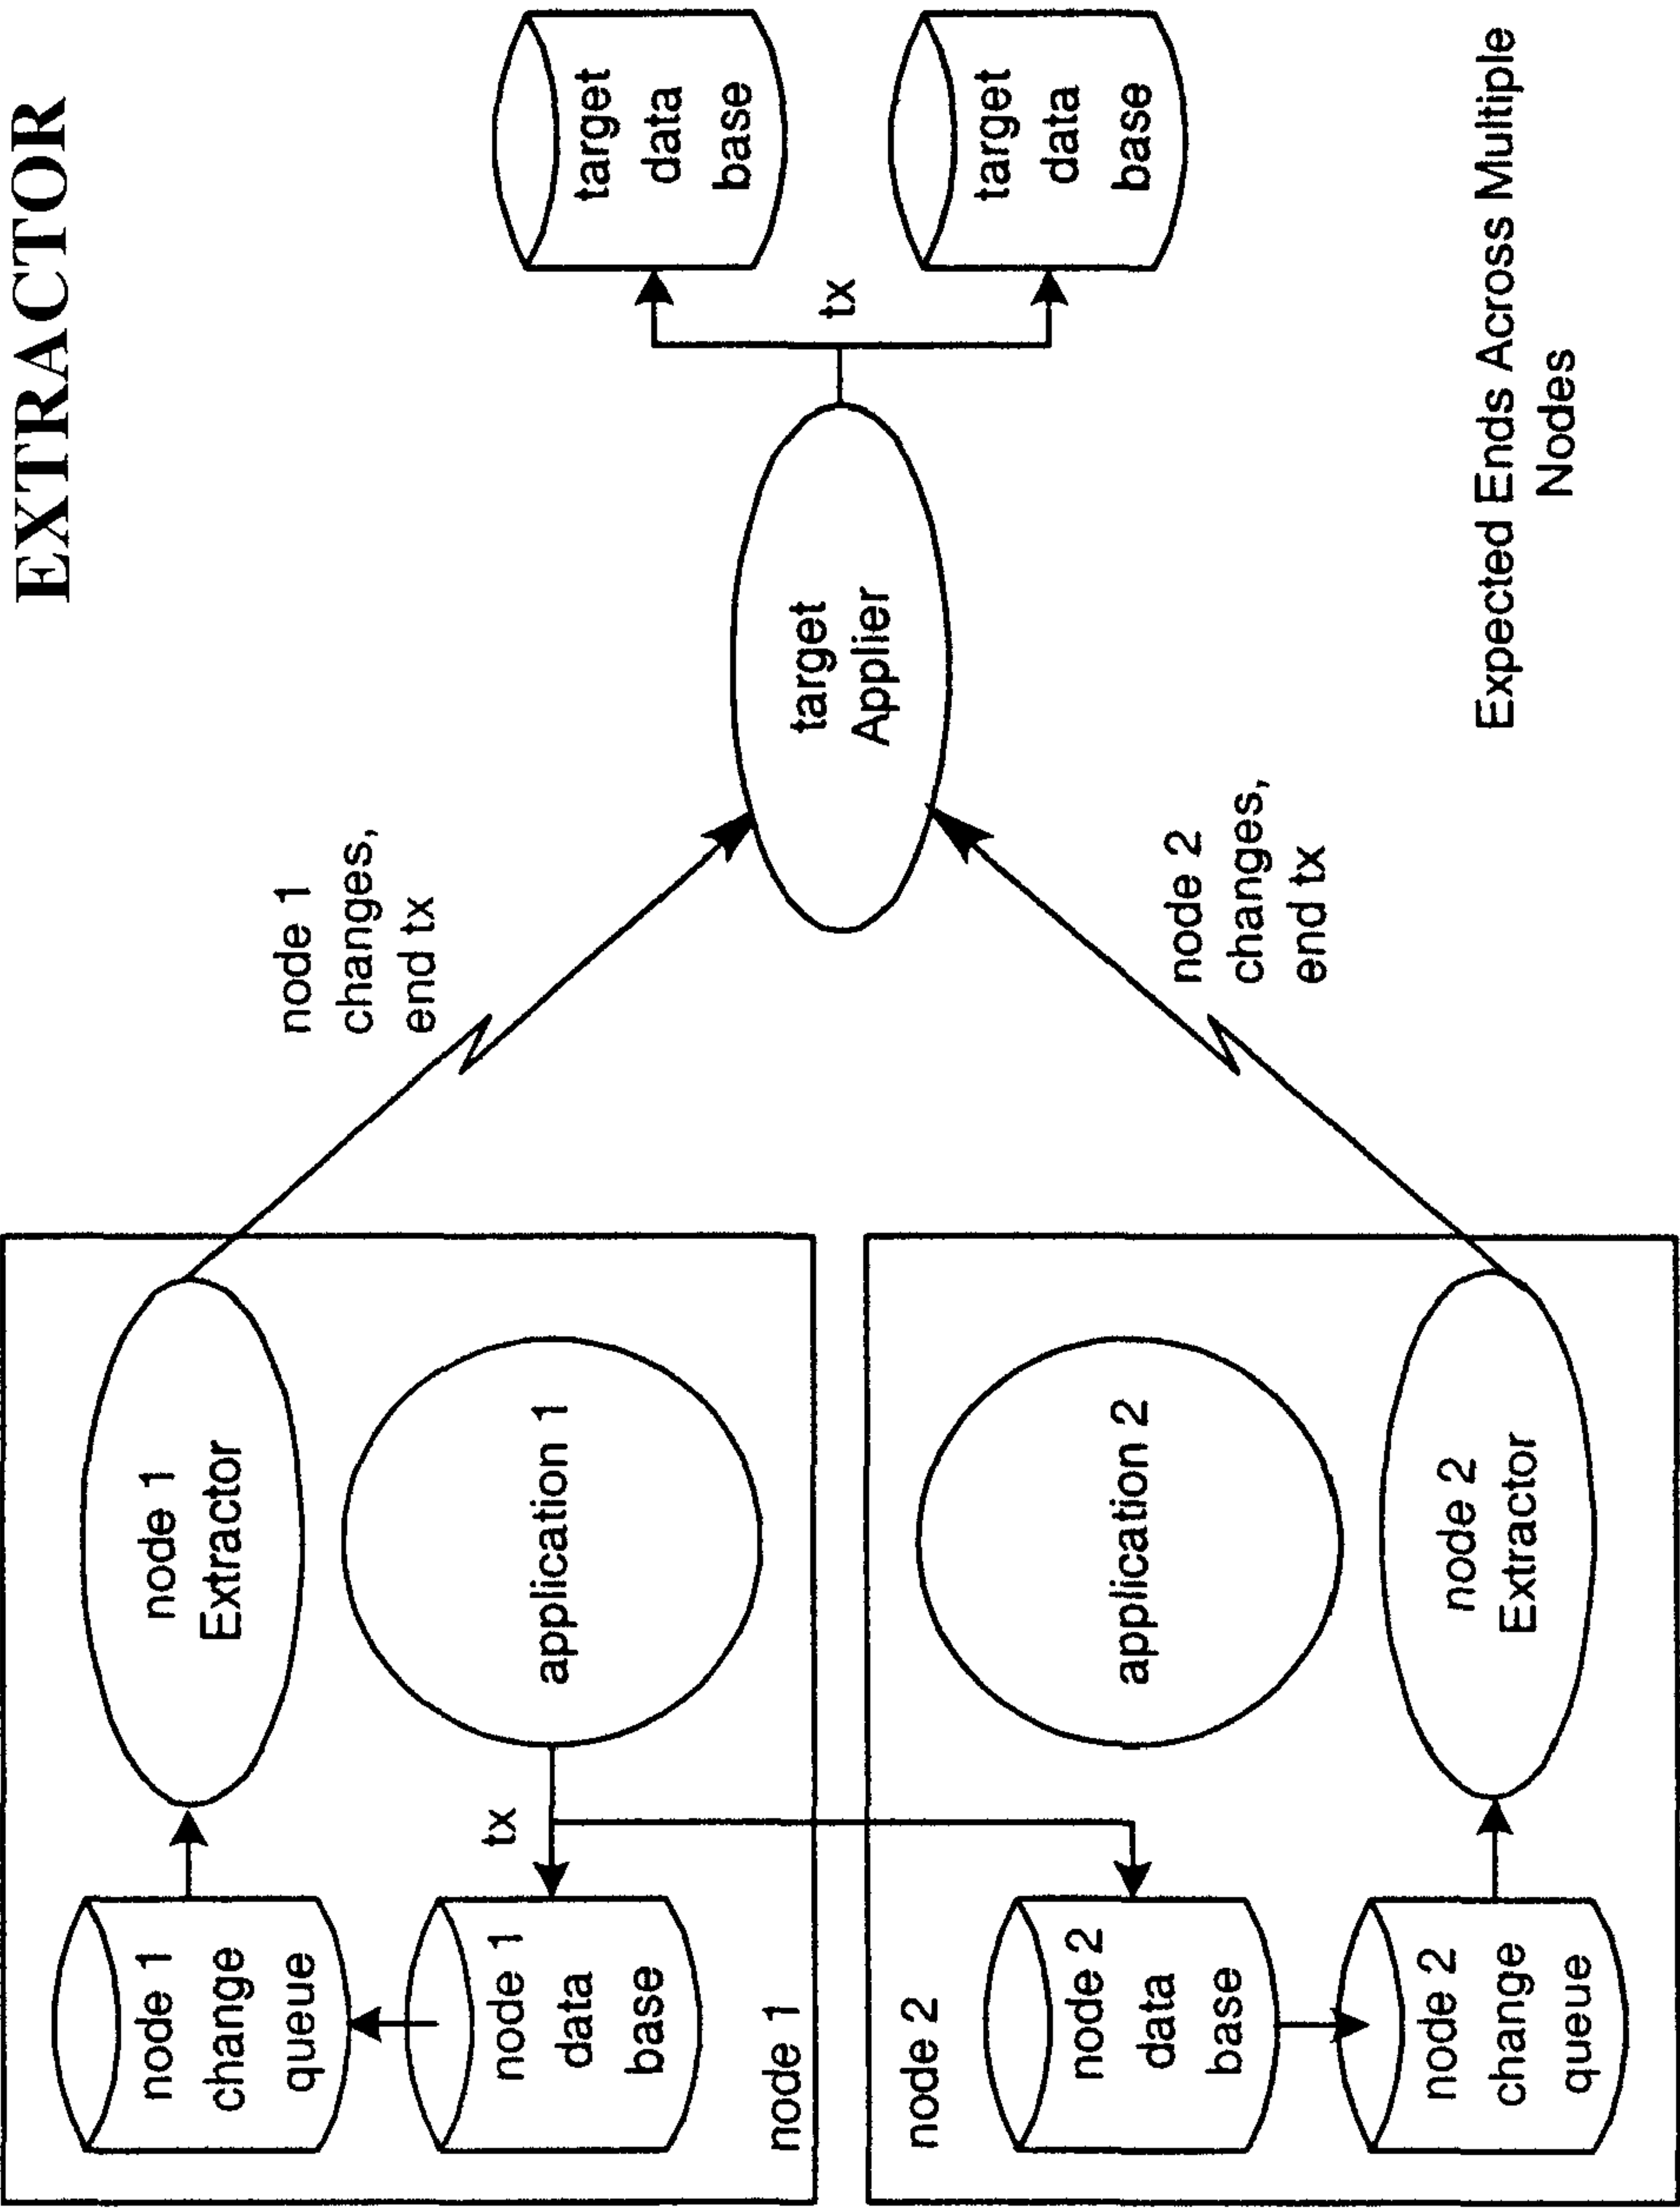 EXTRACTOR
node 1
change
queue
node 1
Extractor
node 1
data
base
tx
application 1
node 1
node 1
changes,
end tx
target
Applier
tx
target
data
base
target
data
base
node 2
node 2
data
base
application 2
node 2
change
queue
node 2
Extractor
node 2
changes,
end tx
Expected Ends Across Multiple
Nodes